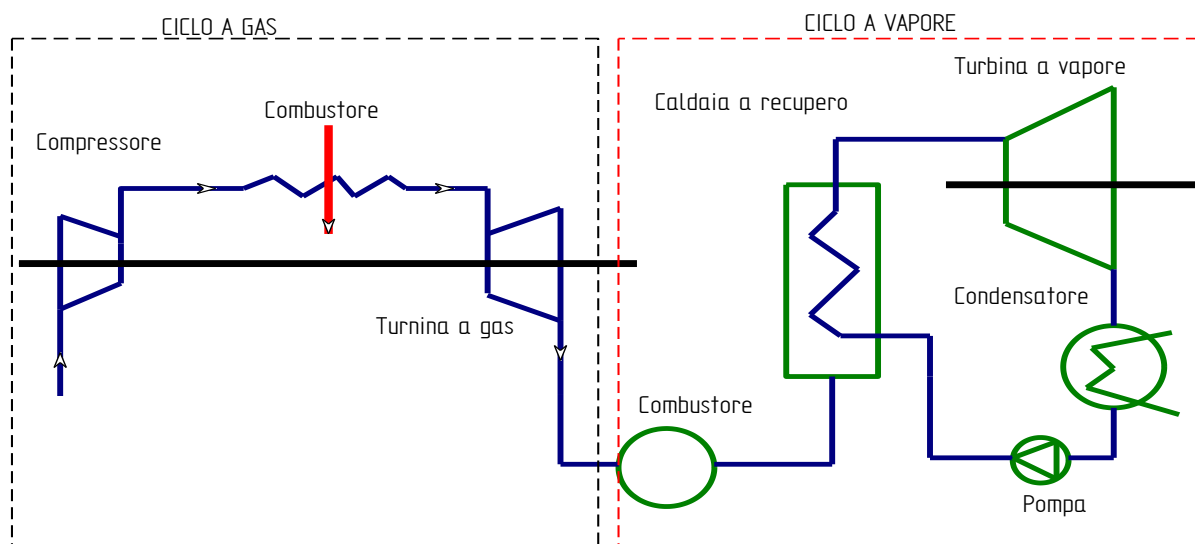 CICLO A GAS
CICLO A VAPORE
Turbina a vapore
Caldaia a recupero
Combustore
Compressore
Condensatore
Turnina a gas
Combustore
Pompa